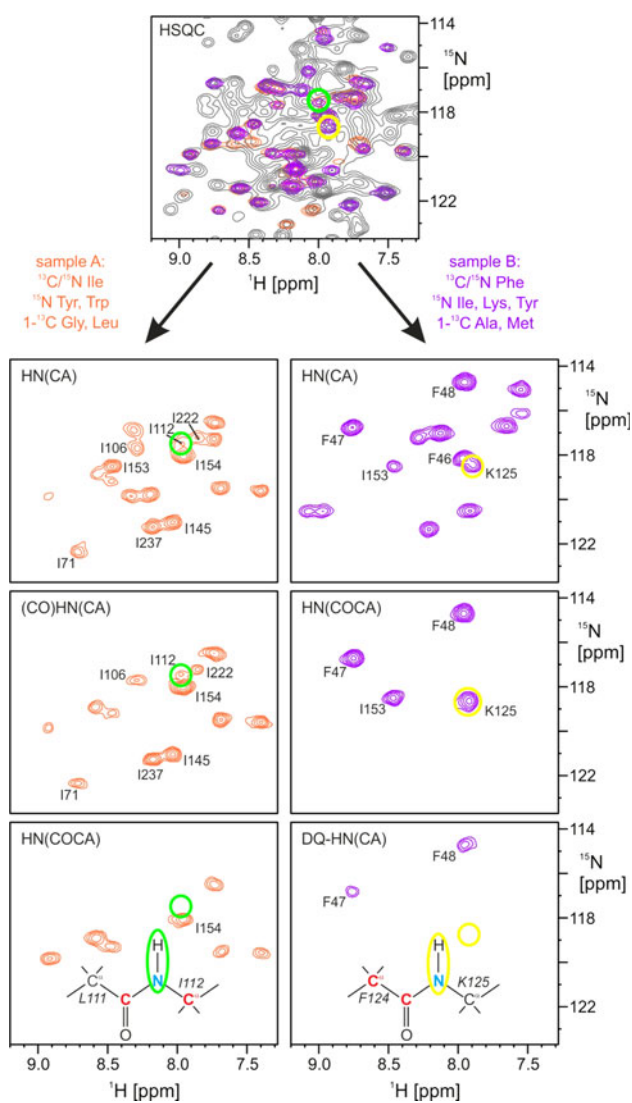 HSQC
114
¹⁵N
[ppm]
118
122
9.0 8.5 8.0 7.5
¹H [ppm]
sample A:
¹³C/¹⁵N Ile
¹⁵N Tyr, Trp
1-¹³C Gly, Leu
sample B:
¹³C/¹⁵N Phe
¹⁵N Ile, Lys, Tyr
1-¹³C Ala, Met
HN(CA)
I222
I112
I106
I153
I154
I145
I237
I71
HN(CA)
114
¹⁵N
[ppm]
F48
F47
118
F46
I153
K125
122
(CO)HN(CA)
I112
I106
I222
I154
I145
I237
I71
HN(COCA)
114
¹⁵N
[ppm]
F48
F47
118
I153
K125
122
HN(COCA)
I154
H
N
C
α
L111
C
C
α
I112
O
9.0 8.5 8.0 7.5
¹H [ppm]
DQ-HN(CA)
114
¹⁵N
[ppm]
F48
F47
118
H
N
C
α
F124
C
C
α
K125
122
O
9.0 8.5 8.0 7.5
¹H [ppm]